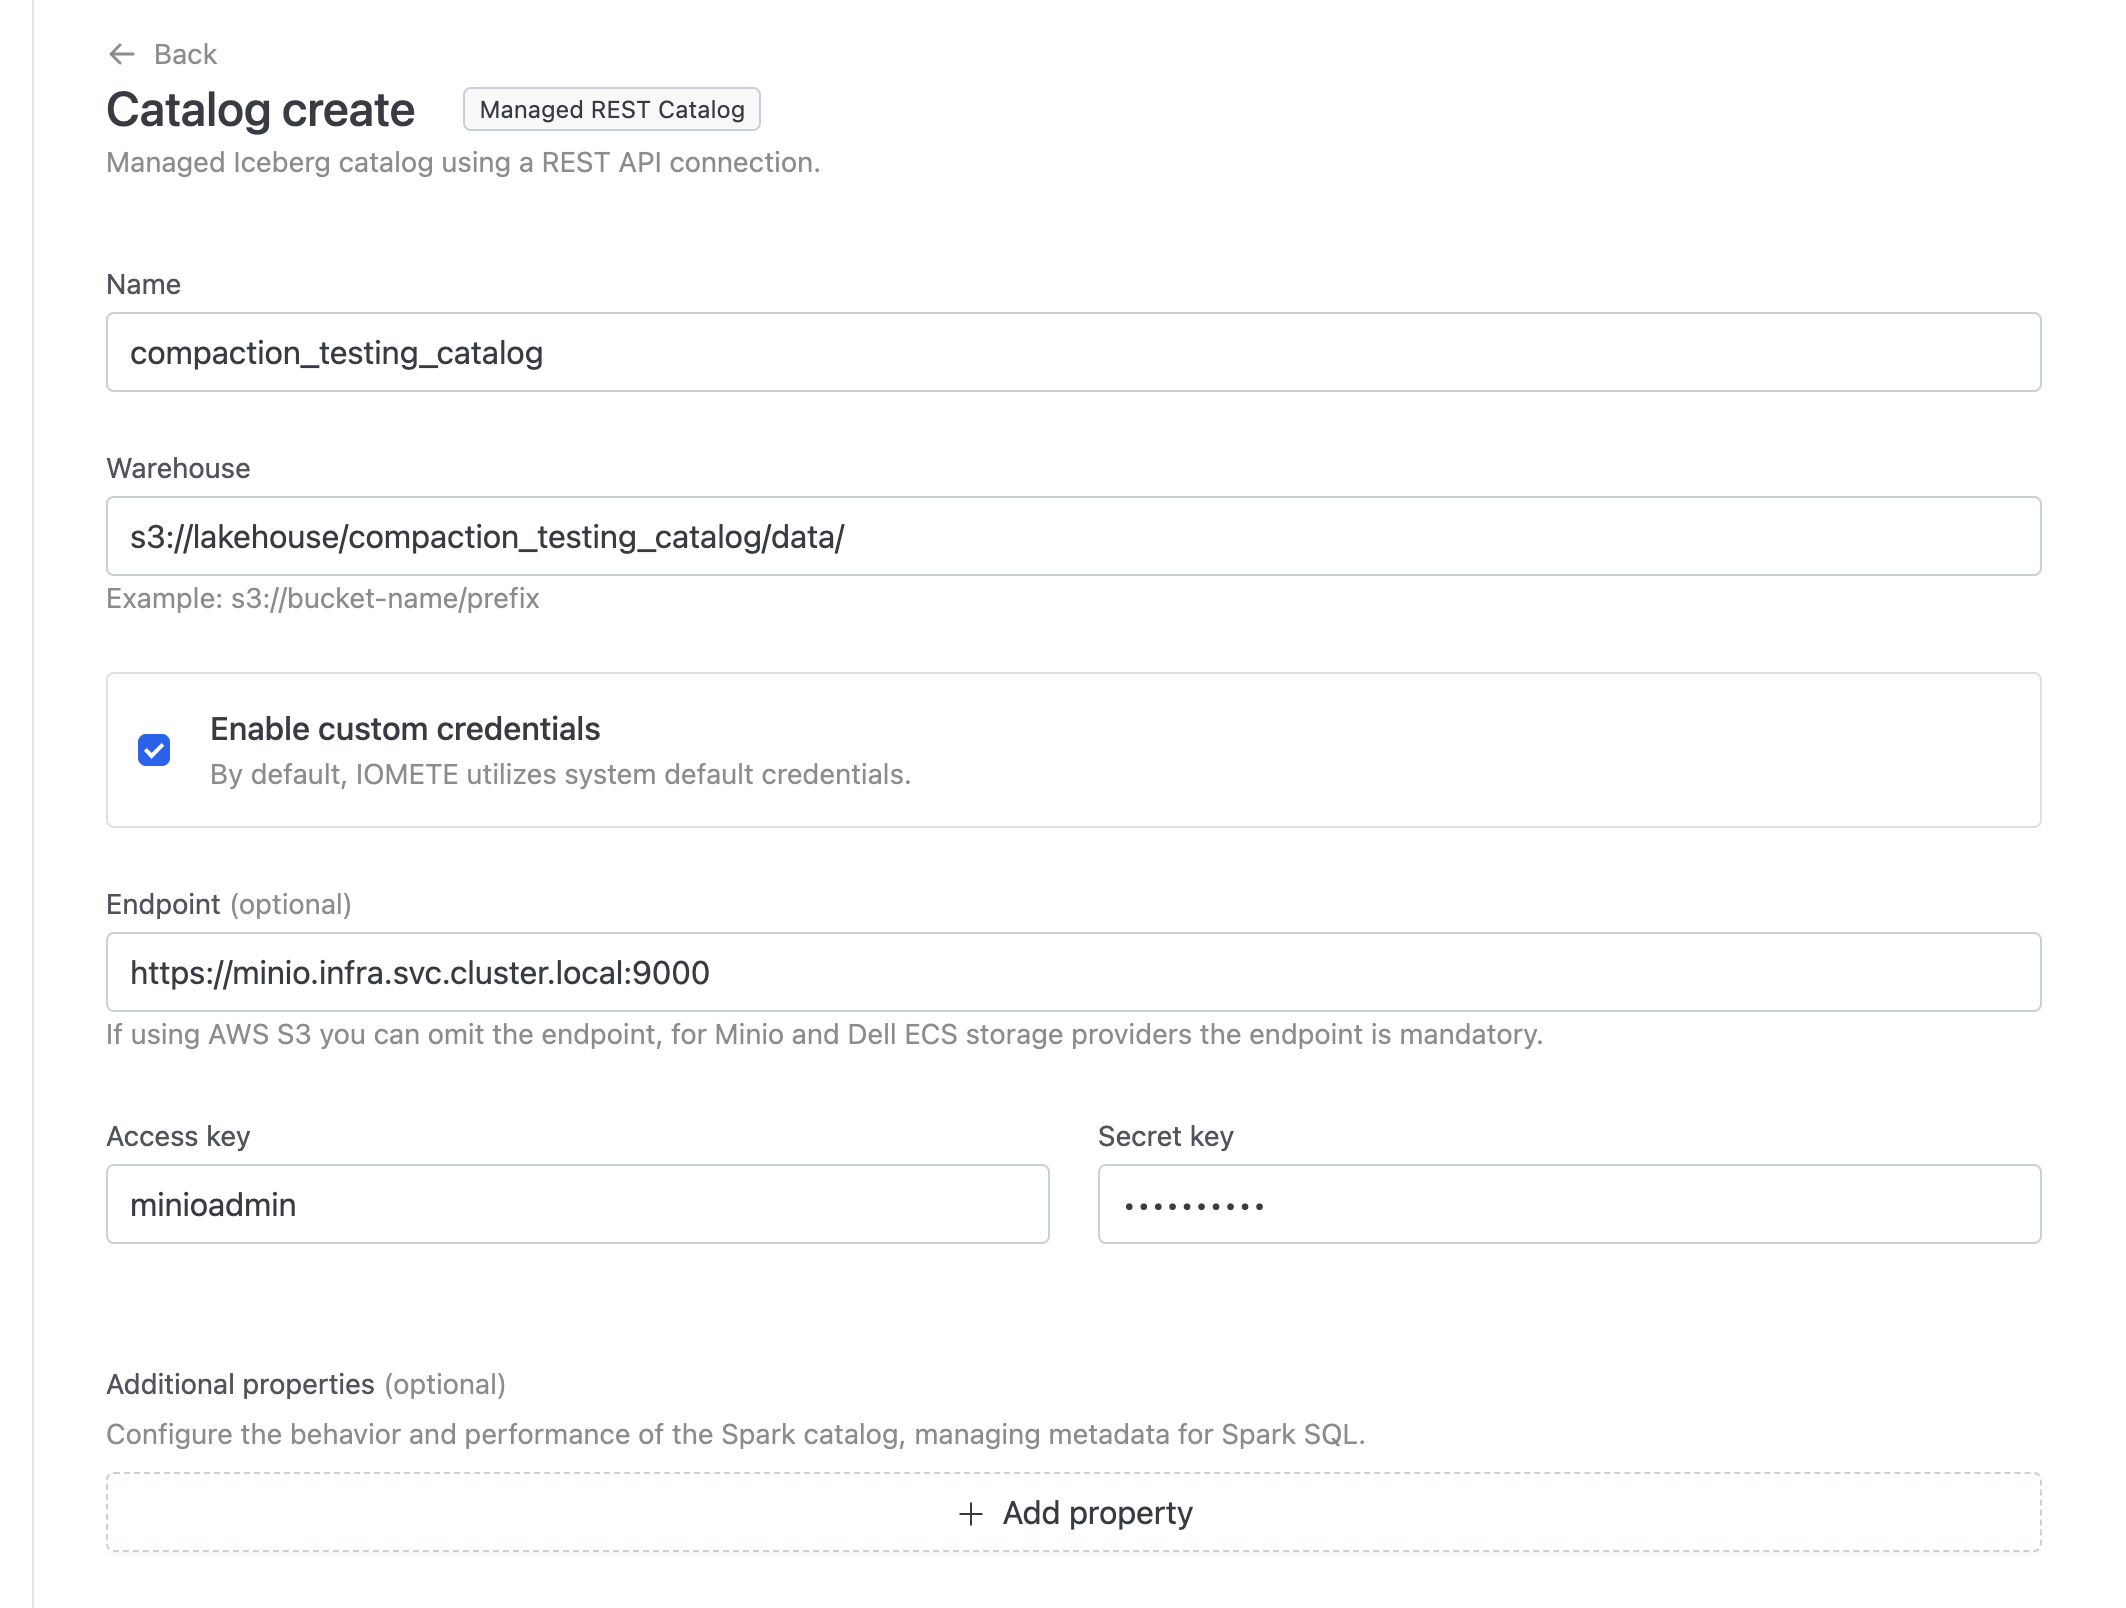 ← Back
Catalog create Managed REST Catalog
Managed Iceberg catalog using a REST API connection.
Name
compaction_testing_catalog
Warehouse
s3://lakehouse/compaction_testing_catalog/data/
Example: s3://bucket-name/prefix
Enable custom credentials
By default, IOMETE utilizes system default credentials.
Endpoint (optional)
https://minio.infra.svc.cluster.local:9000
If using AWS S3 you can omit the endpoint, for Minio and Dell ECS storage providers the endpoint is mandatory.
Access key
minioadmin
Secret key
••••••••••
Additional properties (optional)
Configure the behavior and performance of the Spark catalog, managing metadata for Spark SQL.
+ Add property